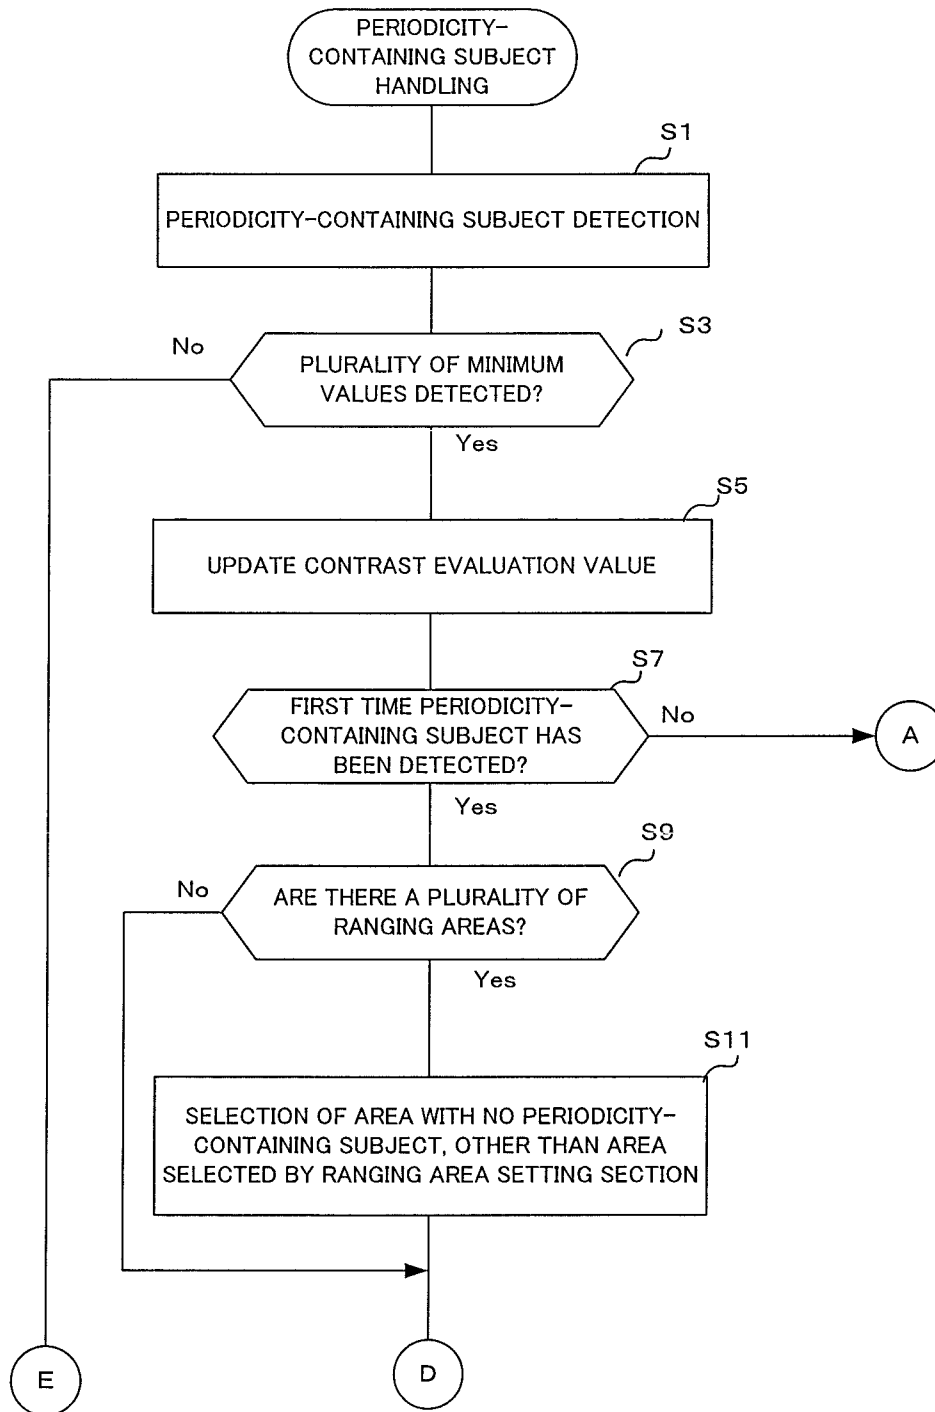 PERIODICITY-
CONTAINING SUBJECT
HANDLING
S1
PERIODICITY-CONTAINING SUBJECT DETECTION
S3
No
PLURALITY OF MINIMUM
VALUES DETECTED?
Yes
S5
UPDATE CONTRAST EVALUATION VALUE
S7
FIRST TIME PERIODICITY-
CONTAINING SUBJECT HAS
BEEN DETECTED?
No
A
Yes
S9
No
ARE THERE A PLURALITY OF
RANGING AREAS?
Yes
S11
SELECTION OF AREA WITH NO PERIODICITY-
CONTAINING SUBJECT, OTHER THAN AREA
SELECTED BY RANGING AREA SETTING SECTION
E
D